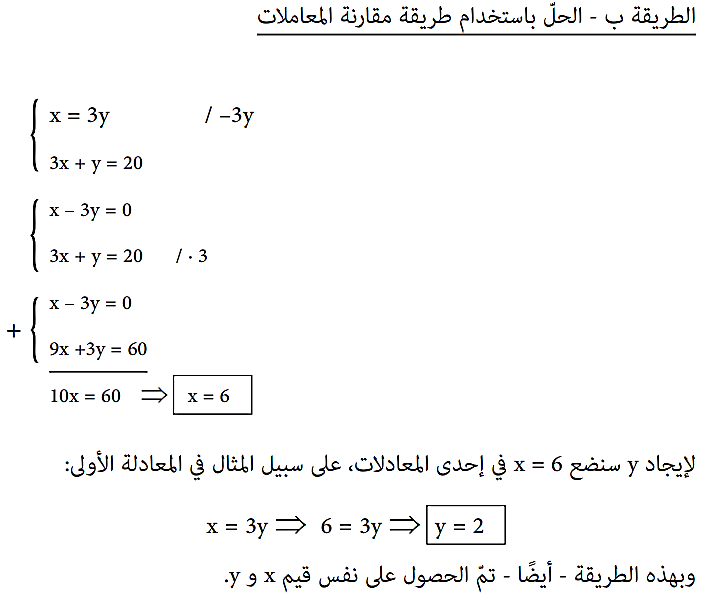 الطريقة ب - الحلّ باستخدام طريقة مقارنة المعاملات
x = 3y / –3y
3x + y = 20
x – 3y = 0
3x + y = 20 / · 3
x – 3y = 0
+
9x +3y = 60
10x = 60 ⟹ x = 6
لإيجاد y سنضع x = 6 في إحدى المعادلات، على سبيل المثال في المعادلة الأولى:
x = 3y ⟹ 6 = 3y ⟹ y = 2
وبهذه الطريقة - أيضًا - تمّ الحصول على نفس قيم x و y.